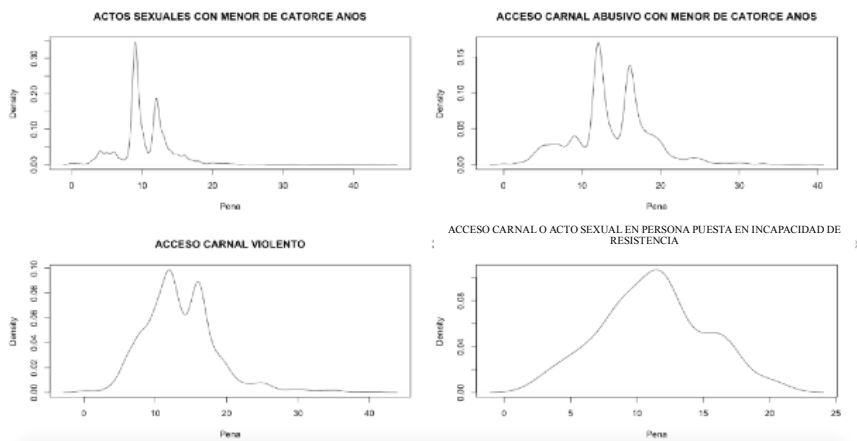 ACTOS SEXUALES CON MENOR DE CATORCE ANOS
Density
0.00 0.10 0.20 0.30
0 10 20 30 40
Pena
ACCESO CARNAL ABUSIVO CON MENOR DE CATORCE ANOS
Density
0.00 0.05 0.10 0.15
0 10 20 30 40
Pena
ACCESO CARNAL VIOLENTO
Density
0.00 0.02 0.04 0.06 0.08 0.10
0 10 20 30 40
Pena
ACCESO CARNAL O ACTO SEXUAL EN PERSONA PUESTA EN INCAPACIDAD DE
RESISTENCIA
Density
0.00 0.04 0.08
0 5 10 15 20 25
Pena